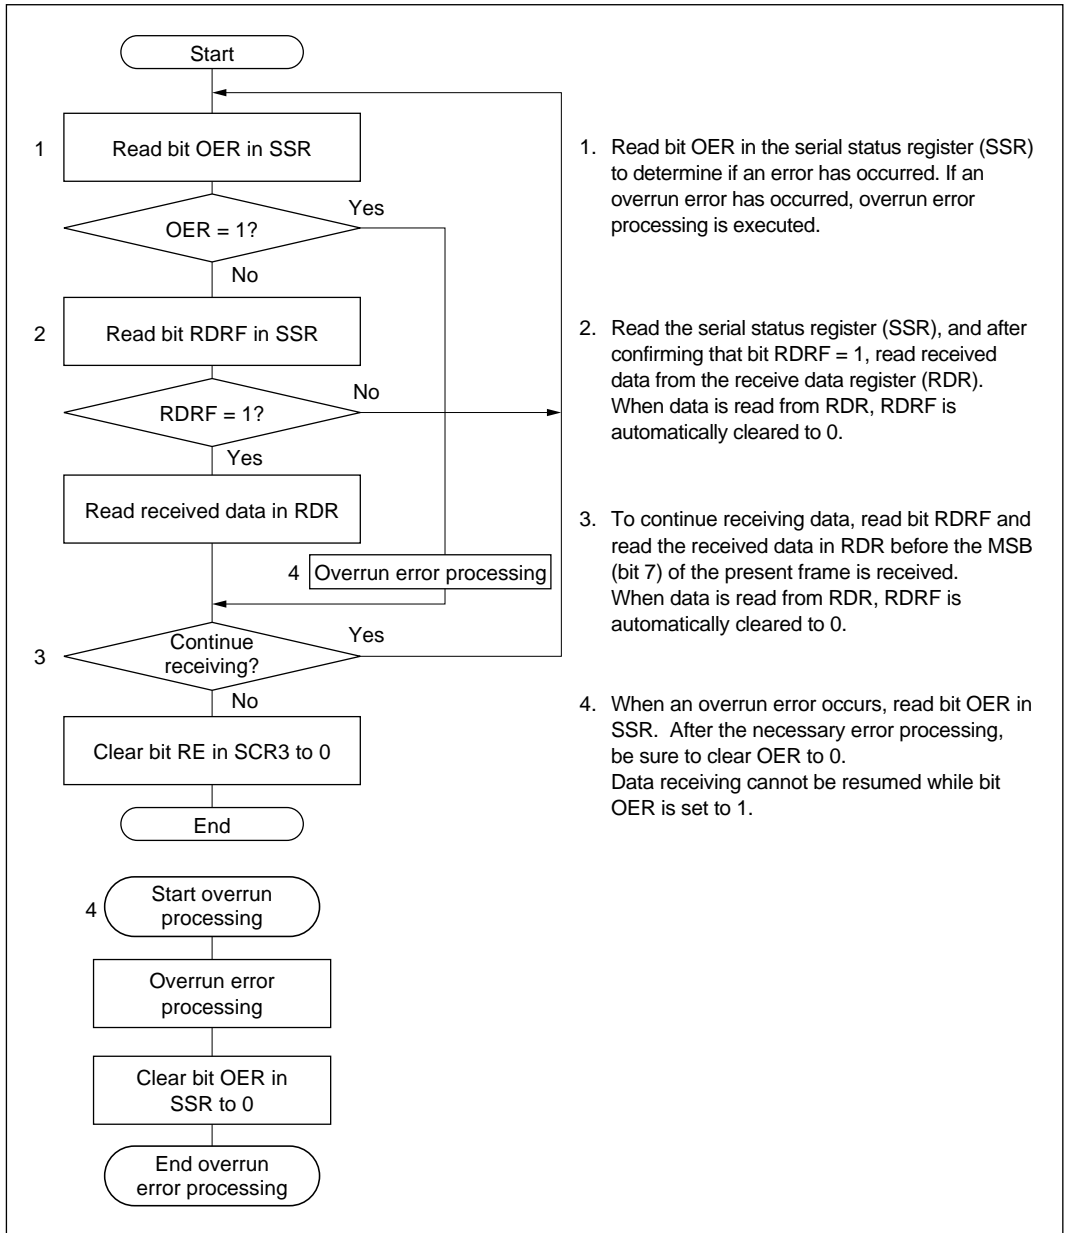 Start
1
Read bit OER in SSR
Yes
OER = 1?
No
2
Read bit RDRF in SSR
No
RDRF = 1?
Yes
Read received data in RDR
4
Overrun error processing
Yes
3
Continue
receiving?
No
Clear bit RE in SCR3 to 0
End
4
Start overrun
processing
Overrun error
processing
Clear bit OER in
SSR to 0
End overrun
error processing
1. Read bit OER in the serial status register (SSR)
to determine if an error has occurred. If an
overrun error has occurred, overrun error
processing is executed.
2. Read the serial status register (SSR), and after
confirming that bit RDRF = 1, read received
data from the receive data register (RDR).
When data is read from RDR, RDRF is
automatically cleared to 0.
3. To continue receiving data, read bit RDRF and
read the received data in RDR before the MSB
(bit 7) of the present frame is received.
When data is read from RDR, RDRF is
automatically cleared to 0.
4. When an overrun error occurs, read bit OER in
SSR. After the necessary error processing,
be sure to clear OER to 0.
Data receiving cannot be resumed while bit
OER is set to 1.